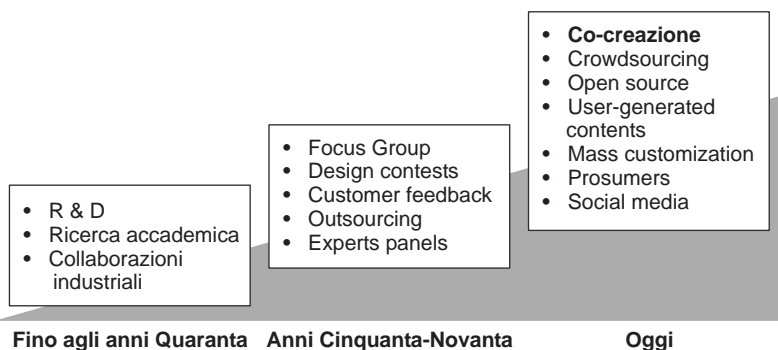 • R & D
• Ricerca accademica
• Collaborazioni
industriali
• Focus Group
• Design contests
• Customer feedback
• Outsourcing
• Experts panels
• Co-creazione
• Crowdsourcing
• Open source
• User-generated
contents
• Mass customization
• Prosumers
• Social media
Fino agli anni Quaranta
Anni Cinquanta-Novanta
Oggi